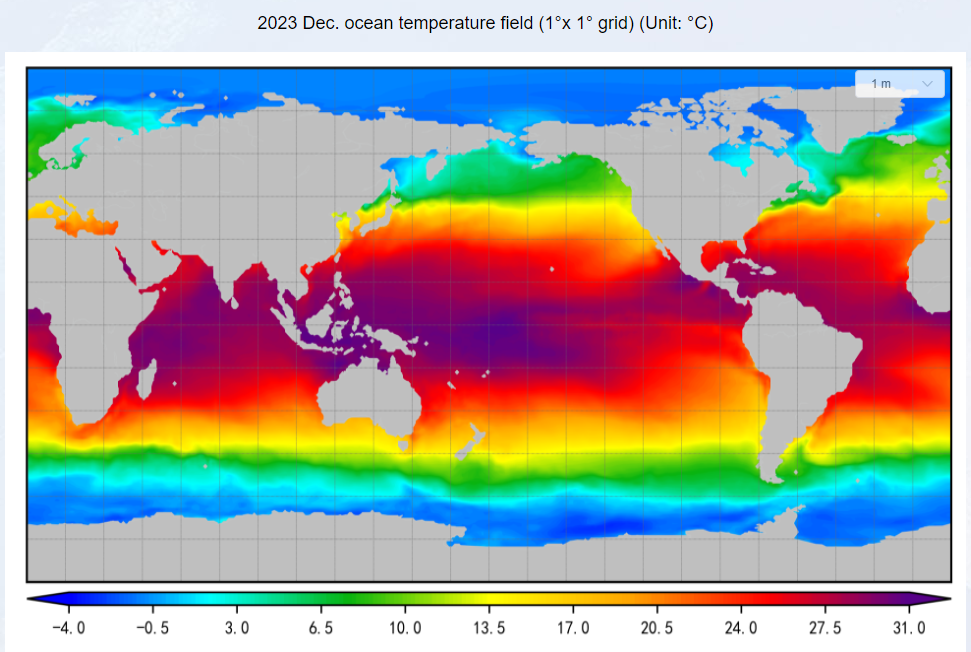 2023 Dec. ocean temperature field (1°x 1° grid) (Unit: °C)
1 m
−4.0 −0.5 3.0 6.5 10.0 13.5 17.0 20.5 24.0 27.5 31.0